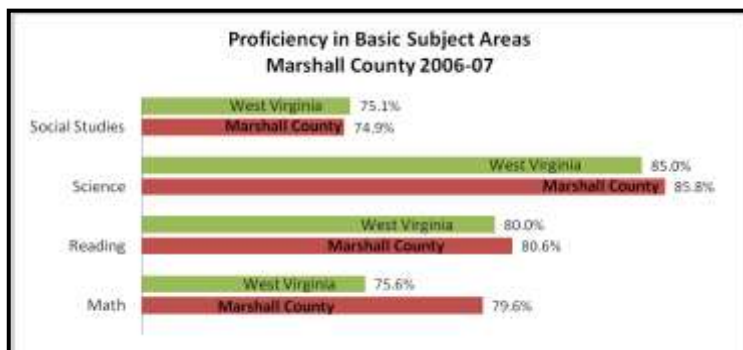 Proficiency in Basic Subject Areas
Marshall County 2006-07
West Virginia 75.1%
Social Studies
Marshall County 74.9%
West Virginia 85.0%
Science
Marshall County 85.8%
West Virginia 80.0%
Reading
Marshall County 80.6%
West Virginia 75.6%
Math
Marshall County 79.6%